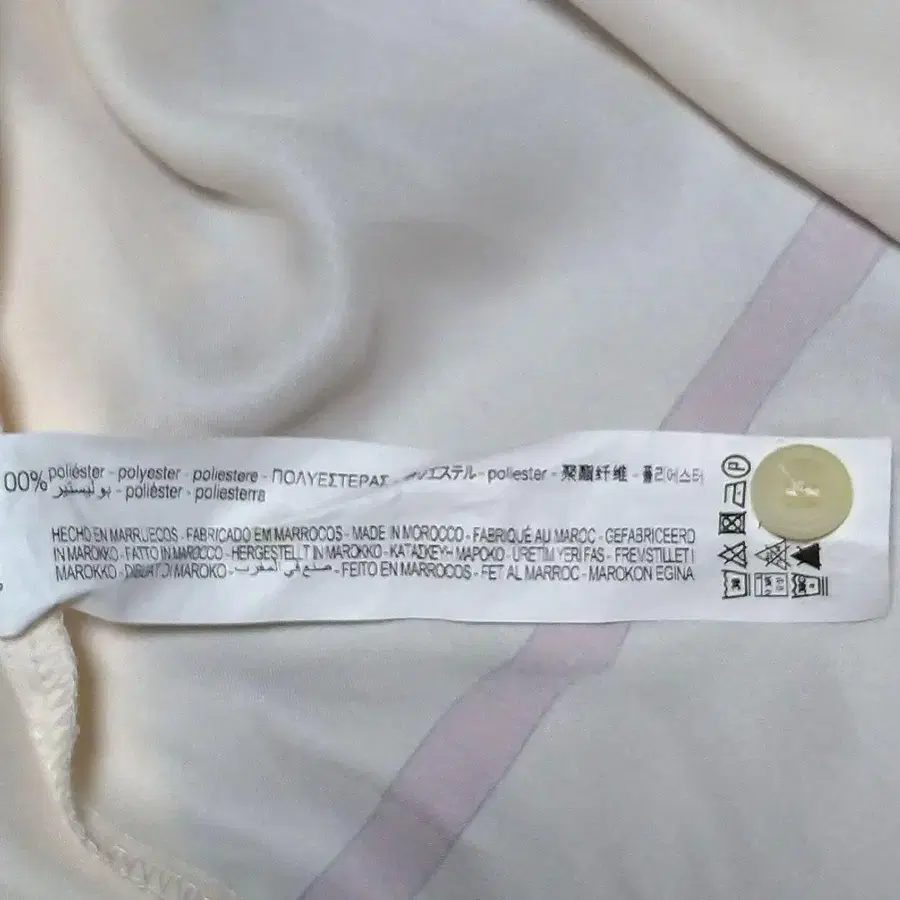 00% poliéster - polyester - poliestere - ΠΟΛΥΕΣΤΕΡΑΣ - エステル - poliester - 聚酯纤维 - 폴리에스터
بوليستير - poliéster - poliesterra
HECHO EN MARRUECOS - FABRICADO EM MARROCOS - MADE IN MOROCCO - FABRIQUÉ AU MAROC - GEFABRICEERD
IN MAROKKO - FATTO IN MAROCCO - HERGESTELLT IN MAROKKO - ΜΑΡΟΚΟ - URETIM YERI FAS - FREMSTILLET I
MAROKKO - DIBUAT DI MAROKO - صنع في المغرب - FEITO EN MARROCOS - FET AL MARROC - MAROKON EGINA
P